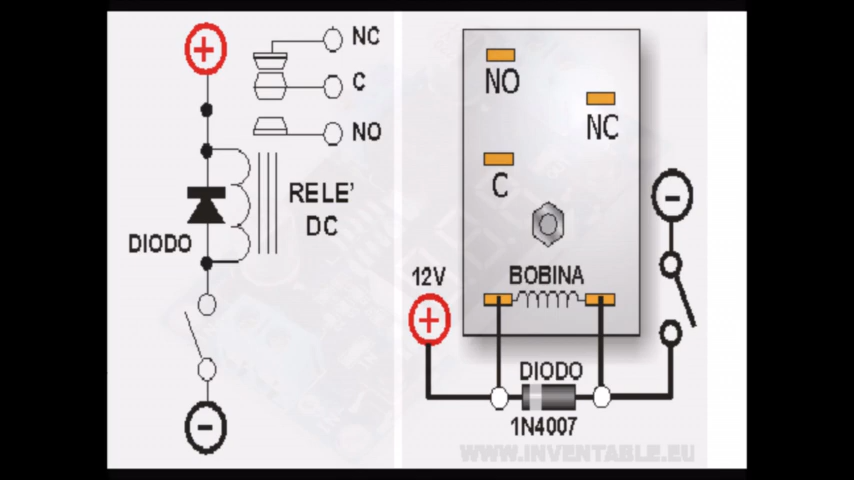 +
NC
C
NO
RELE'
DC
DIODO
-
NO
NC
C
-
BOBINA
12V
+
DIODO
1N4007
WWW.INVENTABLE.EU